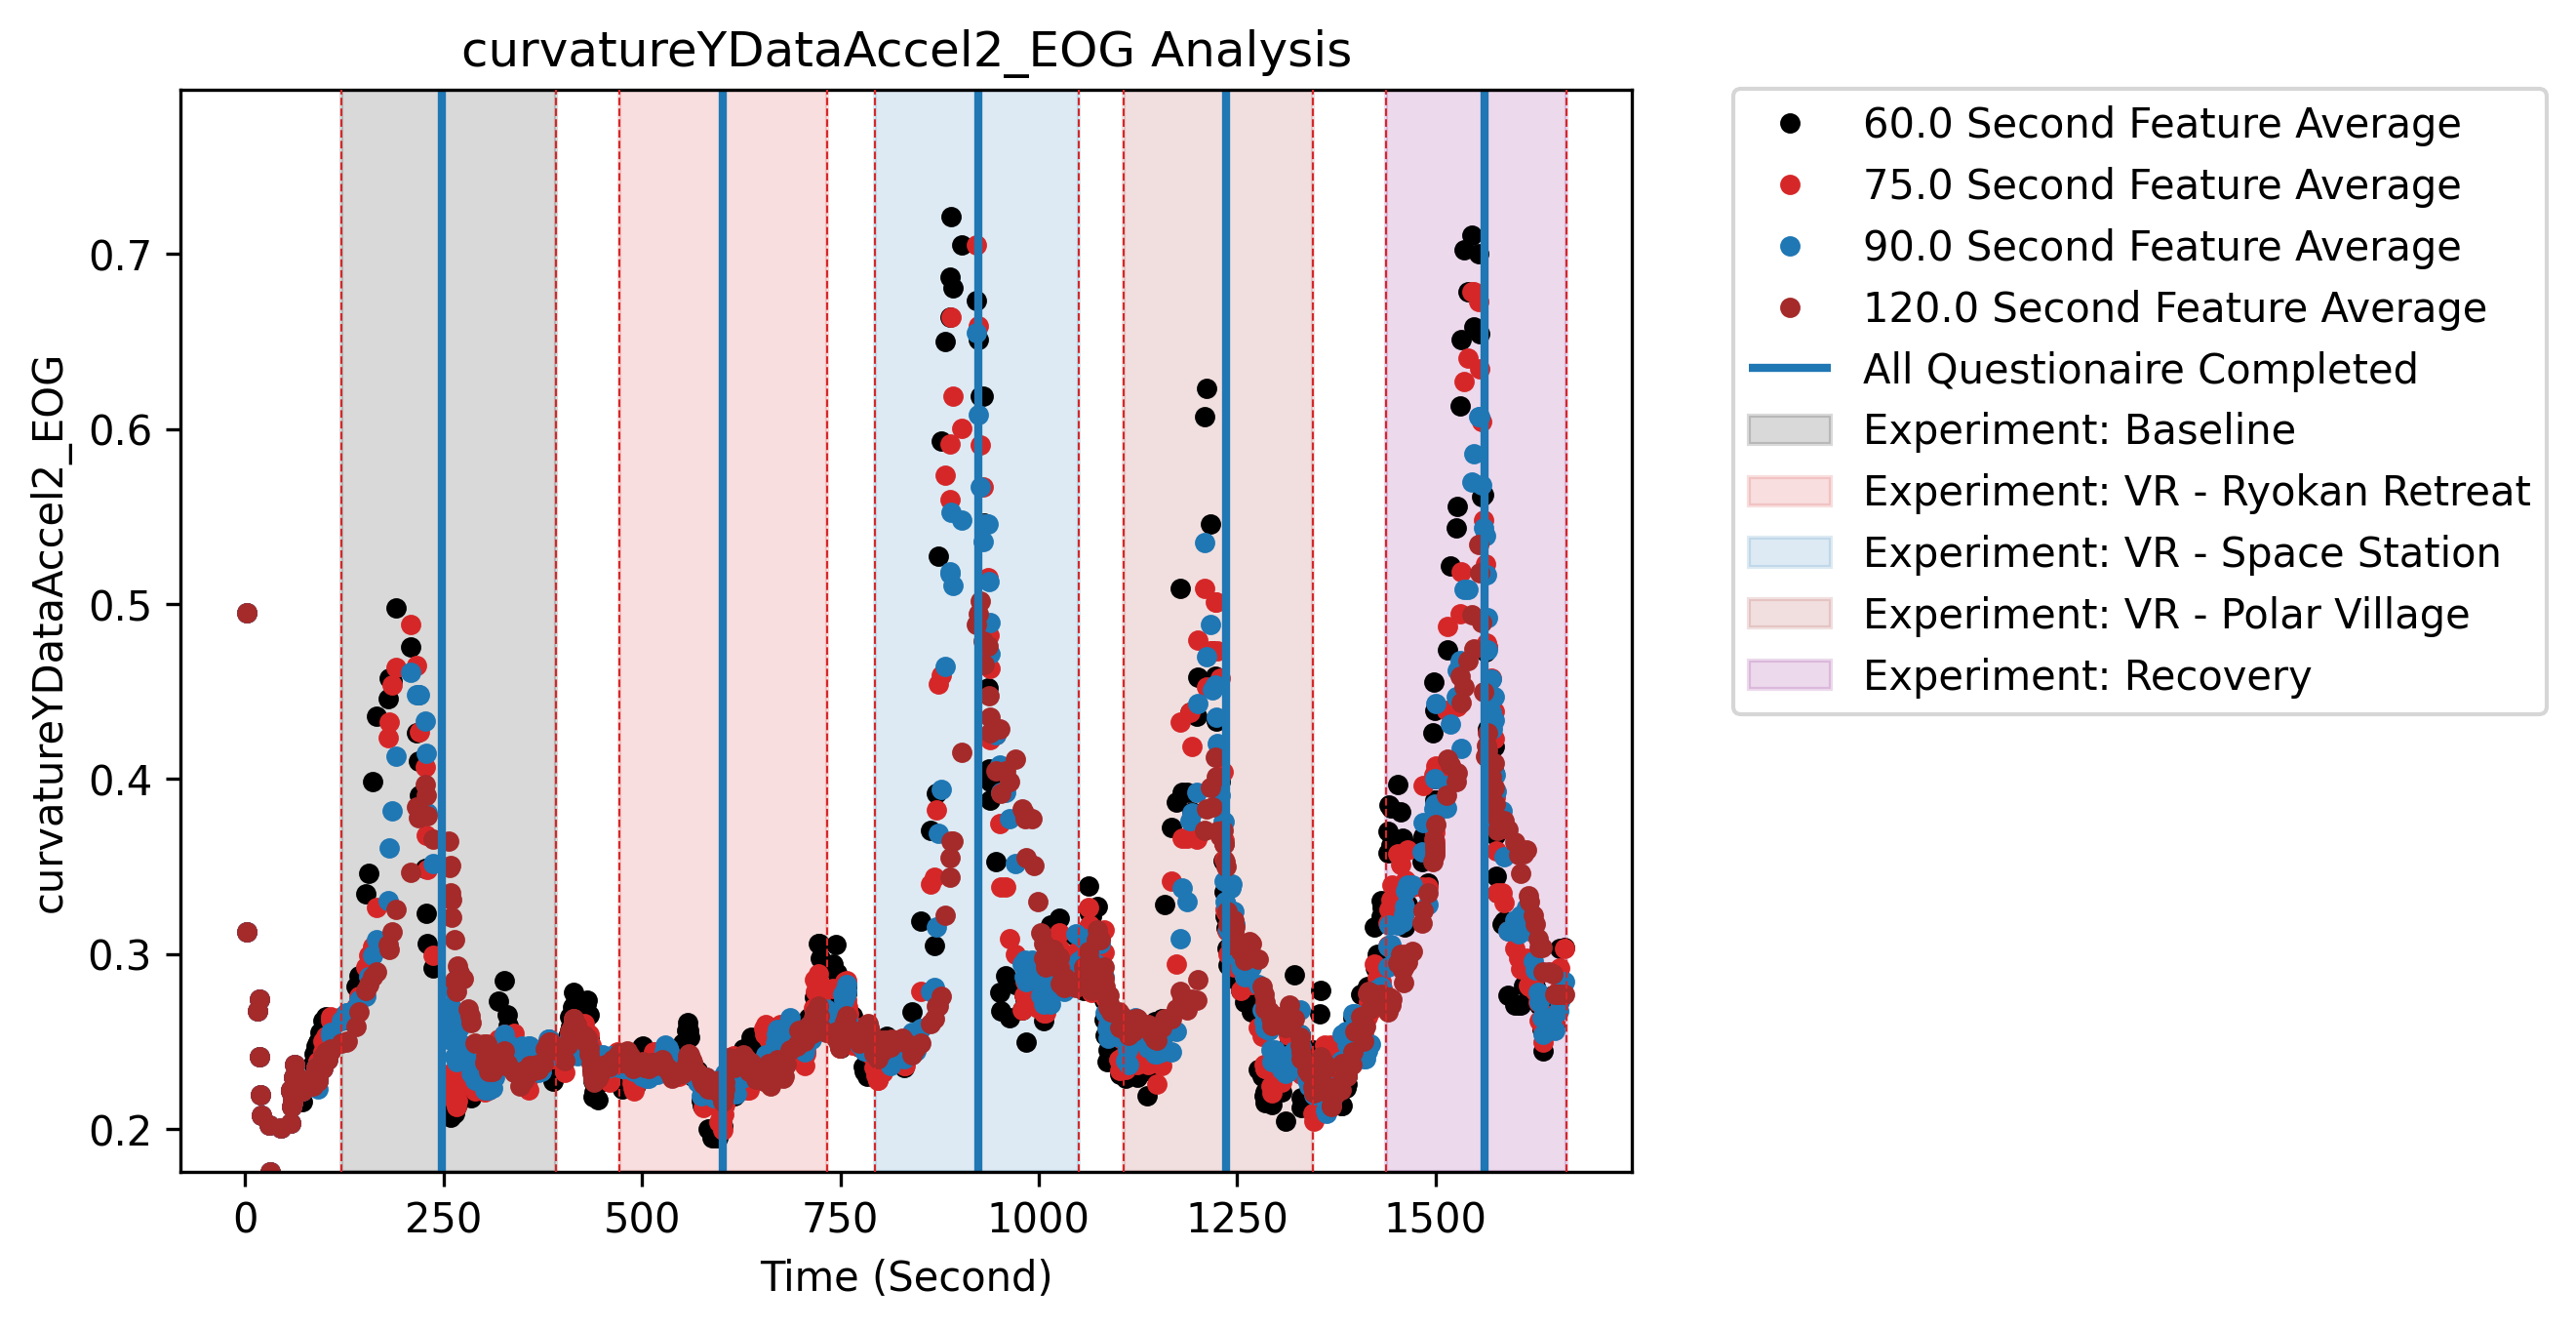 curvatureYDataAccel2_EOG Analysis
curvatureYDataAccel2_EOG
0.7
0.6
0.5
0.4
0.3
0.2
0
250
500
750
1000
1250
1500
Time (Second)
60.0 Second Feature Average
75.0 Second Feature Average
90.0 Second Feature Average
120.0 Second Feature Average
All Questionaire Completed
Experiment: Baseline
Experiment: VR - Ryokan Retreat
Experiment: VR - Space Station
Experiment: VR - Polar Village
Experiment: Recovery